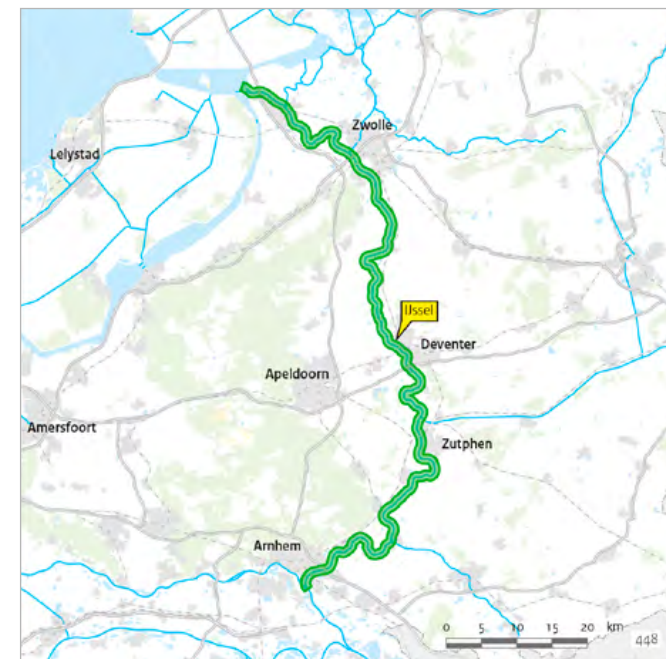 Zwolle
Lelystad
IJssel
Deventer
Apeldoorn
Amersfoort
Zutphen
Arnhem
0 5 10 15 20 km
448